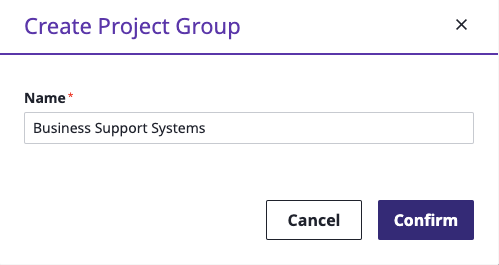 Create Project Group
Name*
Business Support Systems
Cancel
Confirm